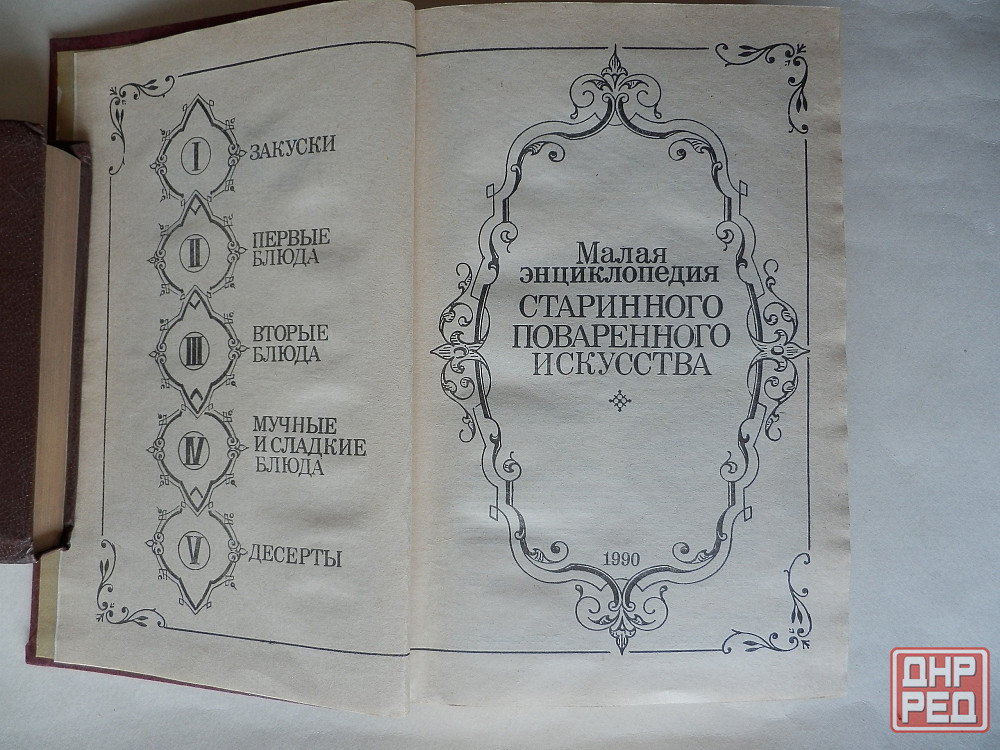 I
ЗАКУСКИ
II
ПЕРВЫЕ
БЛЮДА
III
ВТОРЫЕ
БЛЮДА
IV
МУЧНЫЕ
И СЛАДКИЕ
БЛЮДА
V
ДЕСЕРТЫ
Малая
энциклопедия
СТАРИННОГО
ПОВАРЕННОГО
ИСКУССТВА
1990
ДНР
РЕД